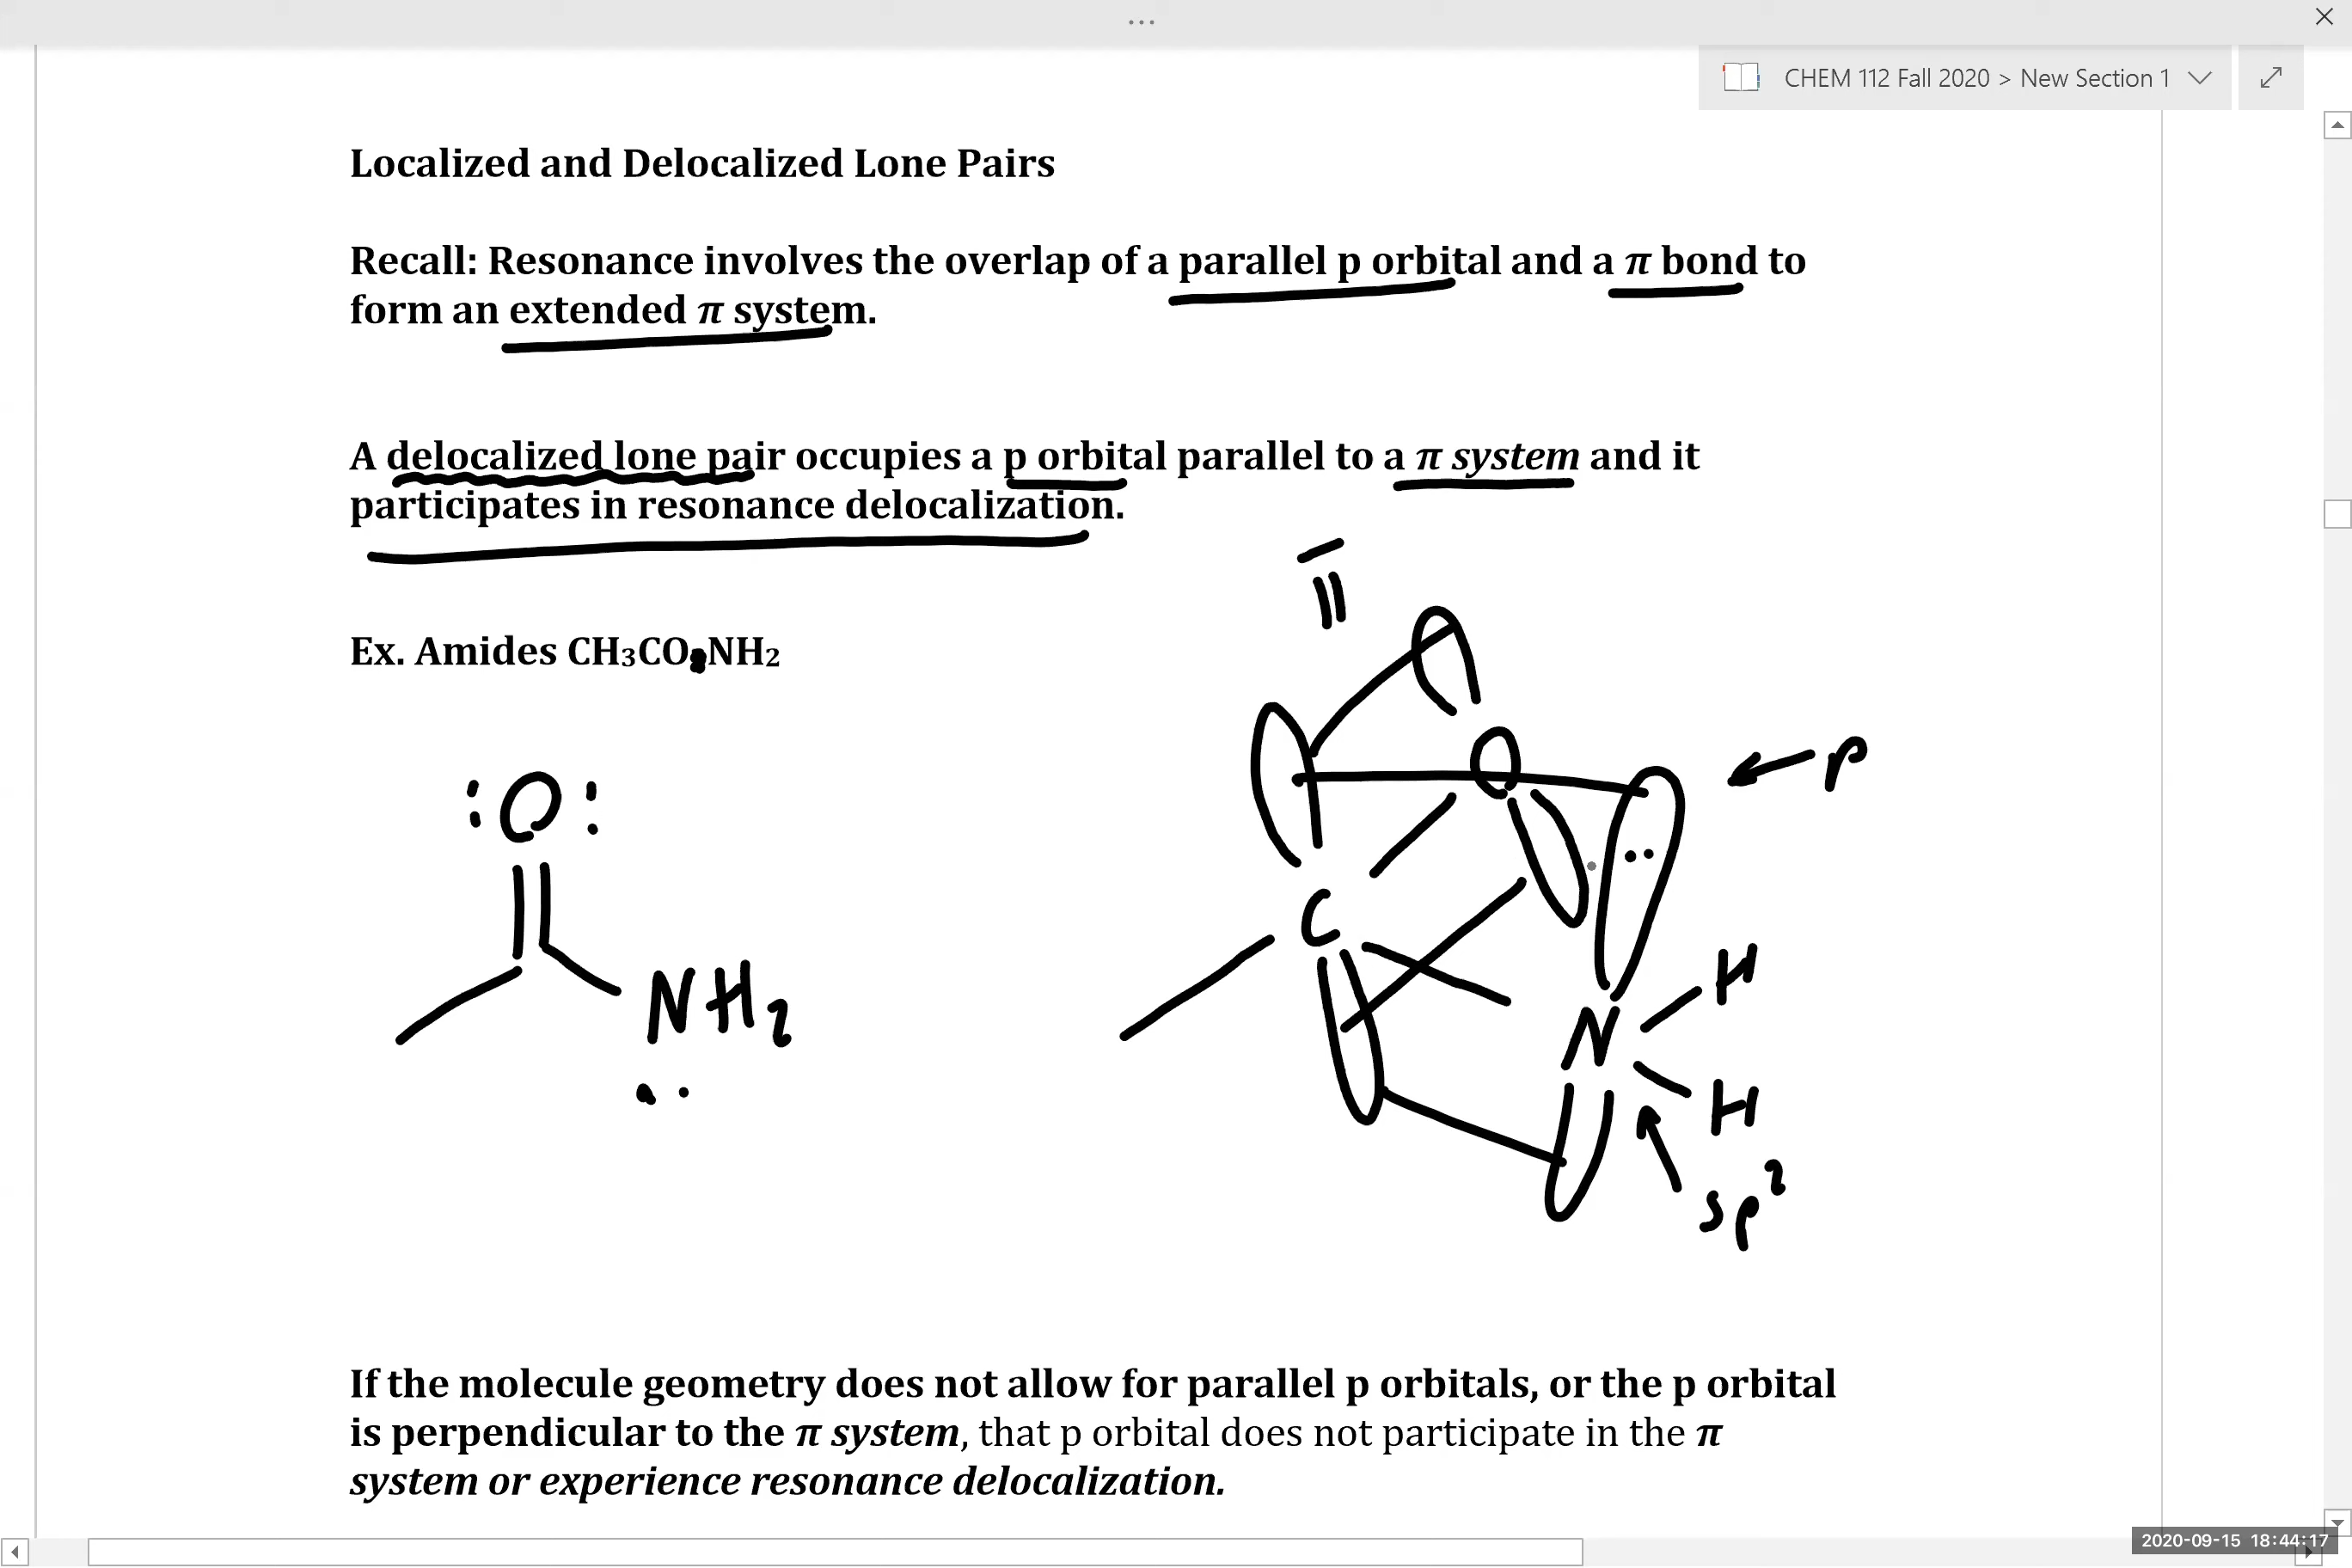 CHEM 112 Fall 2020 > New Section 1
Localized and Delocalized Lone Pairs
Recall: Resonance involves the overlap of a parallel p orbital and a π bond to
form an extended π system.
A delocalized lone pair occupies a p orbital parallel to a π system and it
participates in resonance delocalization.
Ex. Amides CH₃CO NH₂
:O:
NH₂
..
O
← p
..
C
H
N
H
sp²
If the molecule geometry does not allow for parallel p orbitals, or the p orbital
is perpendicular to the π system, that p orbital does not participate in the π
system or experience resonance delocalization.
2020-09-15 18:44:17